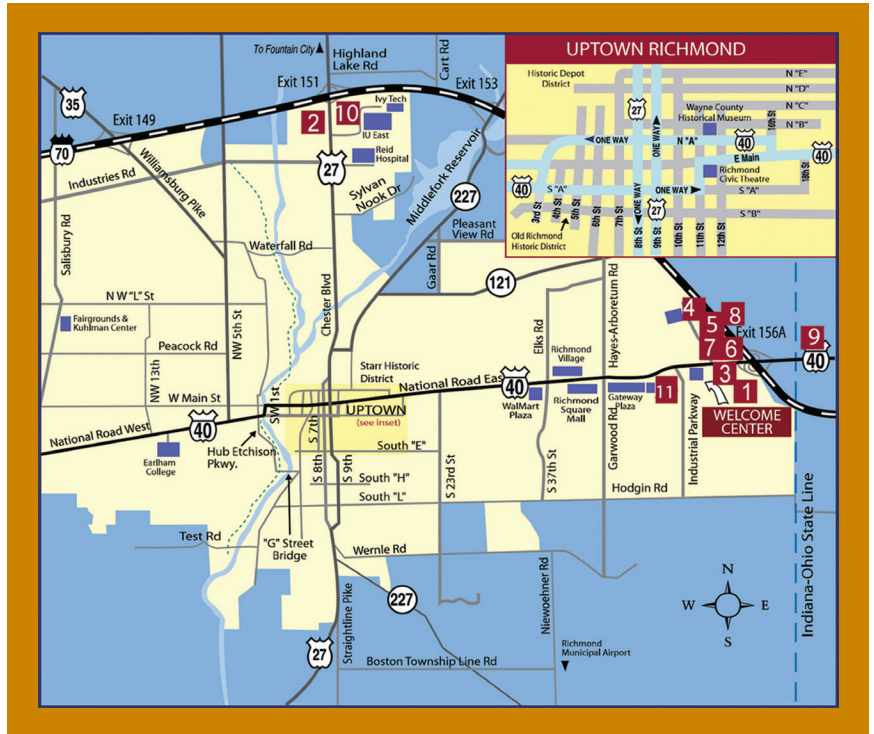 To Fountain City
Highland
Lake Rd
Cart Rd
Exit 151
Exit 153
35
Exit 149
2
10
Ivy Tech
IU East
Reid
Hospital
70
Williamsburg Pike
Industries Rd
27
Sylvan
Nook Dr
Middlefork Reservoir
227
Pleasant
View Rd
Salisbury Rd
Waterfall Rd
Gaar Rd
Chester Blvd
121
N W "L" St
Fairgrounds &
Kuhlman Center
NW 5th St
Peacock Rd
NW 13th
W Main St
SW 1st
Elks Rd
Hayes-Arboretum Rd
Richmond
Village
Starr Historic
District
National Road East
40
WalMart
Plaza
Richmond
Square
Mall
Gateway
Plaza
11
4
8
5
7
6
Exit 156A
9
40
3
1
WELCOME
CENTER
UPTOWN
(see inset)
National Road West
40
Hub Etchison
Pkwy.
Earlham
College
S 7th
S 8th
S 9th
South "E"
South "H"
South "L"
S 23rd St
S 37th St
Garwood Rd
Industrial Parkway
Hodgin Rd
Test Rd
"G" Street
Bridge
Wernle Rd
227
Straightline Pike
27
Niewoehner Rd
Richmond
Municipal Airport
Boston Township Line Rd
N
W
E
S
Indiana-Ohio State Line
UPTOWN RICHMOND
Historic Depot
District
N "E"
N "D"
N "C"
N "B"
27
Wayne County
Historical Museum
16th St
ONE WAY
ONE WAY
N "A"
40
E Main
40
Richmond
Civic Theatre
40
S "A"
ONE WAY
ONE WAY
S "A"
18th St
3rd St
4th St
5th St
6th St
7th St
8th St
27
9th St
10th St
11th St
12th St
S "B"
Old Richmond
Historic District